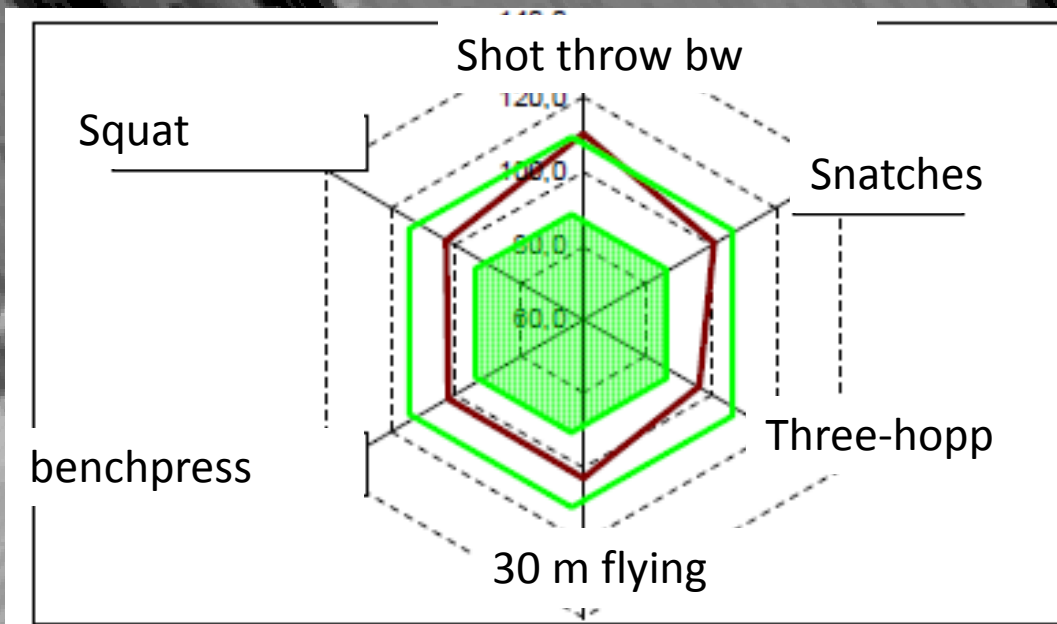 Shot throw bw
120,0
Squat
100,0
Snatches
80,0
60,0
Three-hopp
benchpress
30 m flying